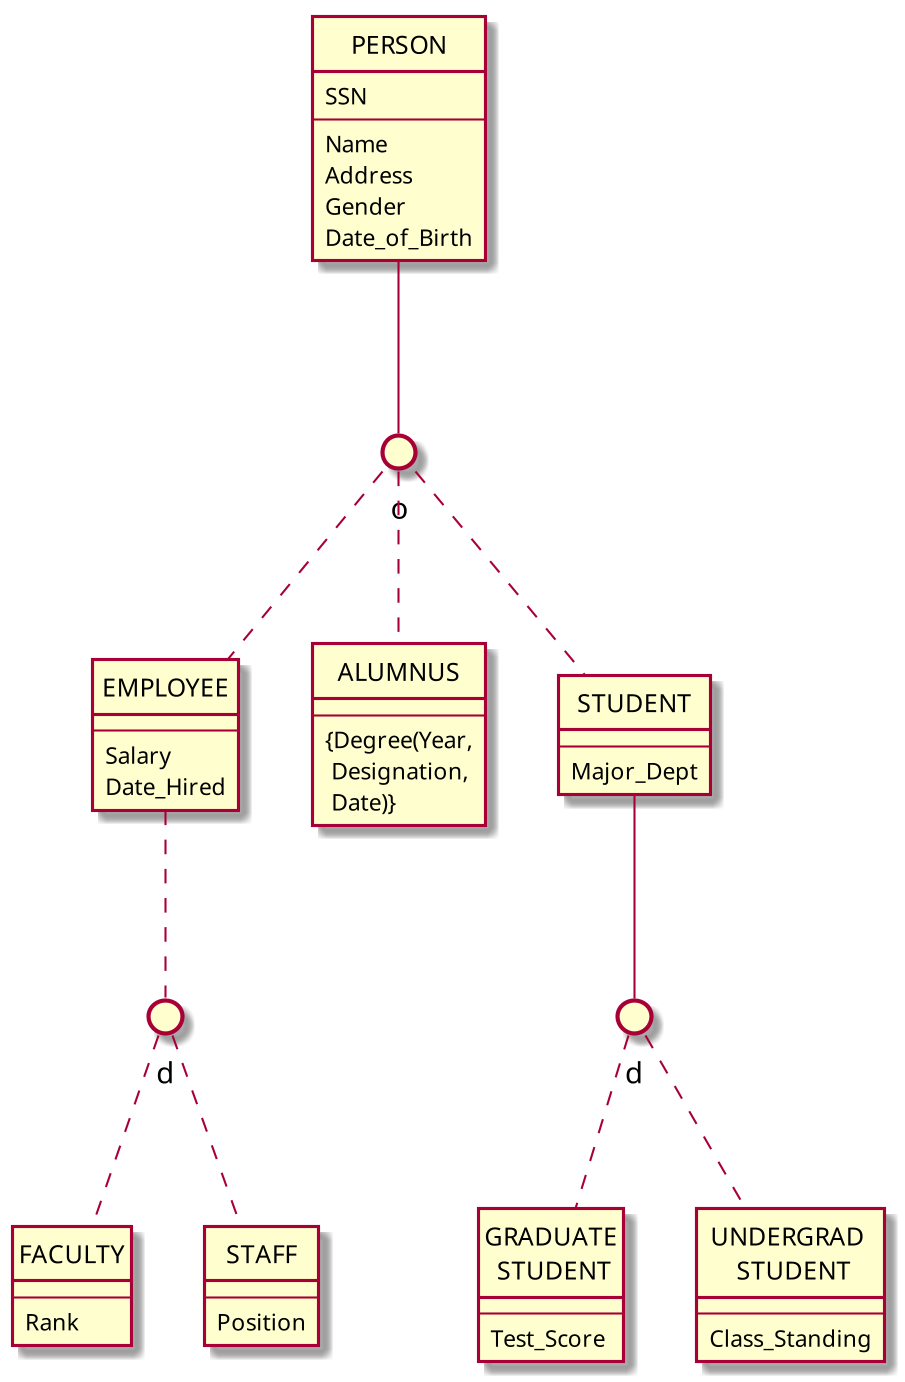 PERSON
SSN
Name
Address
Gender
Date_of_Birth
o
EMPLOYEE
Salary
Date_Hired
ALUMNUS
{Degree(Year,
Designation,
Date)}
STUDENT
Major_Dept
d
d
FACULTY
Rank
STAFF
Position
GRADUATE
STUDENT
Test_Score
UNDERGRAD
STUDENT
Class_Standing